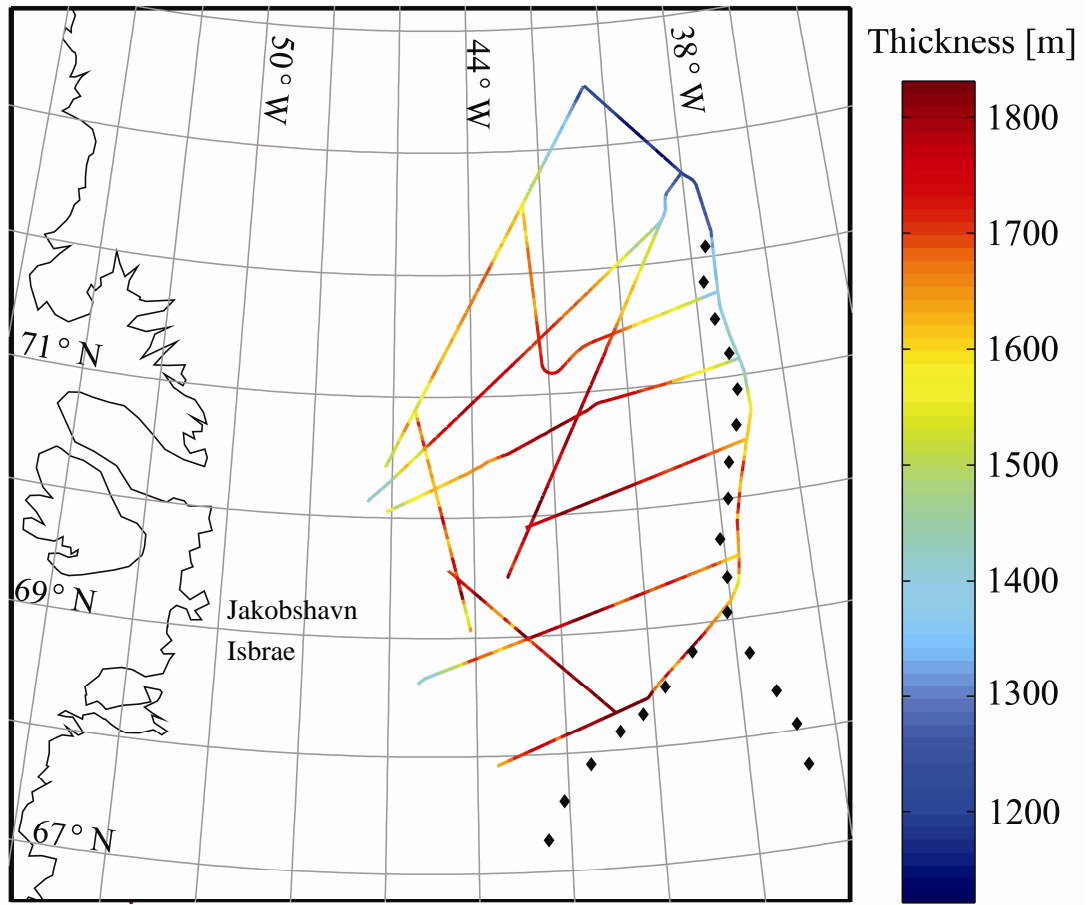 50° W
44° W
38° W
Thickness [m]
1800
1700
71° N
1600
1500
69° N
Jakobshavn
Isbrae
1400
1300
67° N
1200